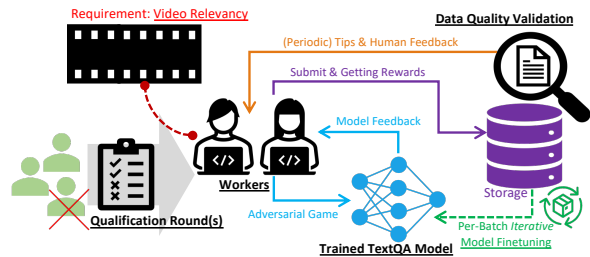 Requirement: Video Relevancy
Data Quality Validation
(Periodic) Tips & Human Feedback
Submit & Getting Rewards
Model Feedback
Workers
Storage
Adversarial Game
Qualification Round(s)
Per-Batch Iterative
Model Finetuning
Trained TextQA Model